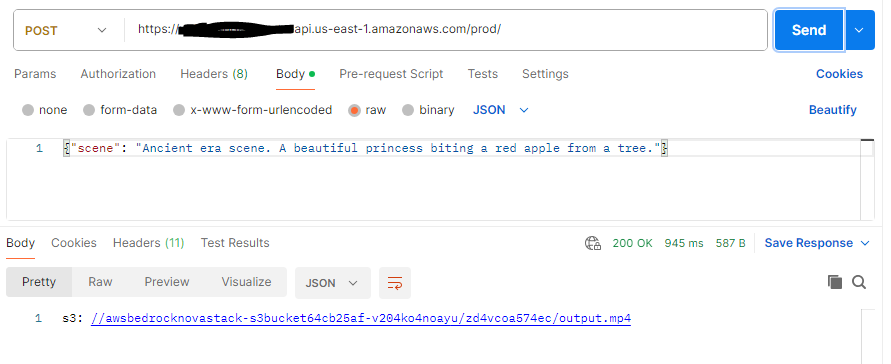 POST https://api.us-east-1.amazonaws.com/prod/ Send
Params Authorization Headers (8) Body Pre-request Script Tests Settings Cookies
none form-data x-www-form-urlencoded raw binary JSON Beautify
1 {"scene": "Ancient era scene. A beautiful princess biting a red apple from a tree."}
Body Cookies Headers (11) Test Results 200 OK 945 ms 587 B Save Response
Pretty Raw Preview Visualize JSON
1 s3: //awsbedrocknovastack-s3bucket64cb25af-v204ko4noayu/zd4vcoa574ec/output.mp4